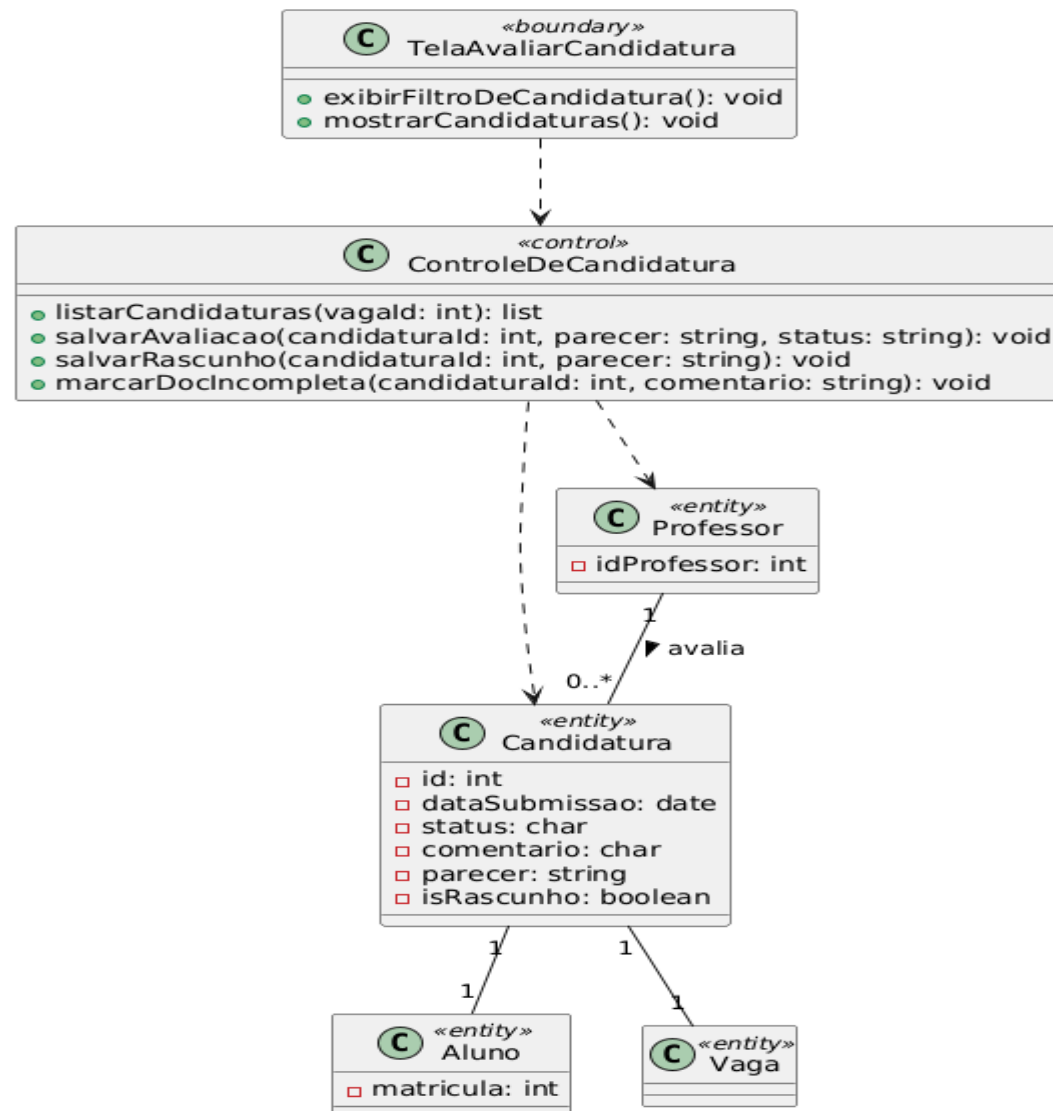 C
«boundary»
TelaAvaliarCandidatura
exibirFiltroDeCandidatura(): void
mostrarCandidaturas(): void
C
«control»
ControleDeCandidatura
listarCandidaturas(vagaId: int): list
salvarAvaliacao(candidaturaId: int, parecer: string, status: string): void
salvarRascunho(candidaturaId: int, parecer: string): void
marcarDocIncompleta(candidaturaId: int, comentario: string): void
C
«entity»
Professor
idProfessor: int
1
avalia
0..*
C
«entity»
Candidatura
id: int
dataSubmissao: date
status: char
comentario: char
parecer: string
isRascunho: boolean
1
1
1
1
C
«entity»
Aluno
matricula: int
C
«entity»
Vaga